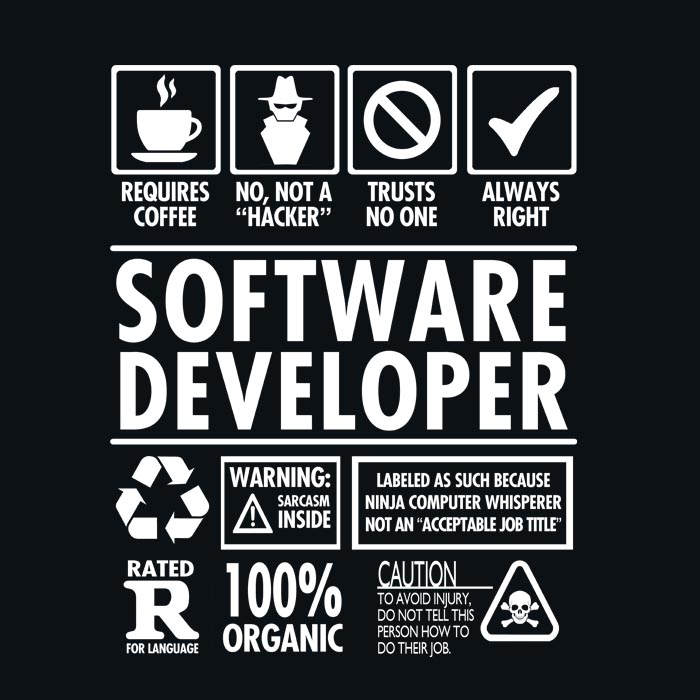 REQUIRES
COFFEE
NO, NOT A
“HACKER”
TRUSTS
NO ONE
ALWAYS
RIGHT
SOFTWARE
DEVELOPER
WARNING:
SARCASM
INSIDE
LABELED AS SUCH BECAUSE
NINJA COMPUTER WHISPERER
NOT AN “ACCEPTABLE JOB TITLE”
RATED
R
FOR LANGUAGE
100%
ORGANIC
CAUTION
TO AVOID INJURY,
DO NOT TELL THIS
PERSON HOW TO
DO THEIR JOB.